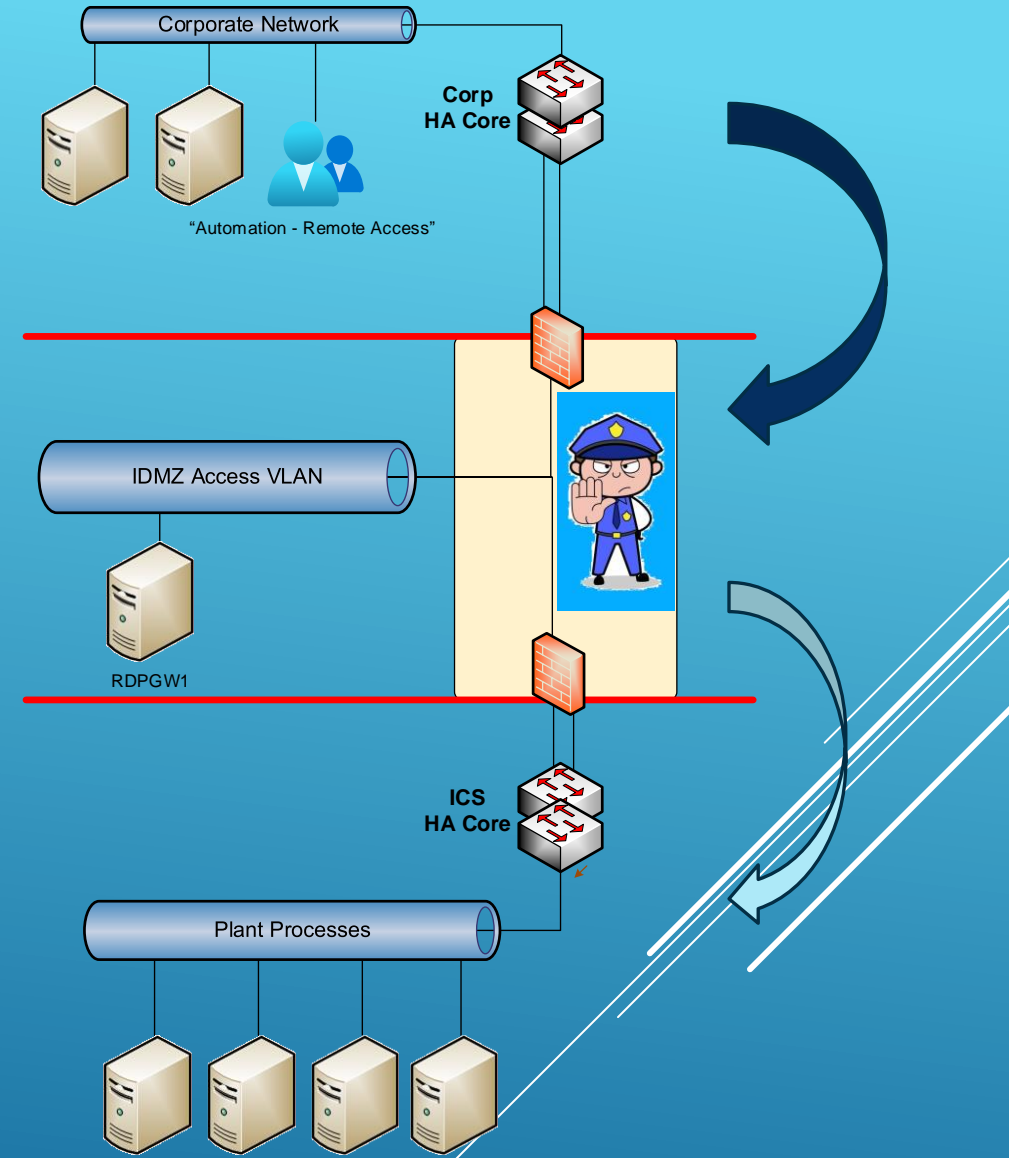 Corporate Network
Corp
HA Core
“Automation - Remote Access”
IDMZ Access VLAN
RDPGW1
ICS
HA Core
Plant Processes